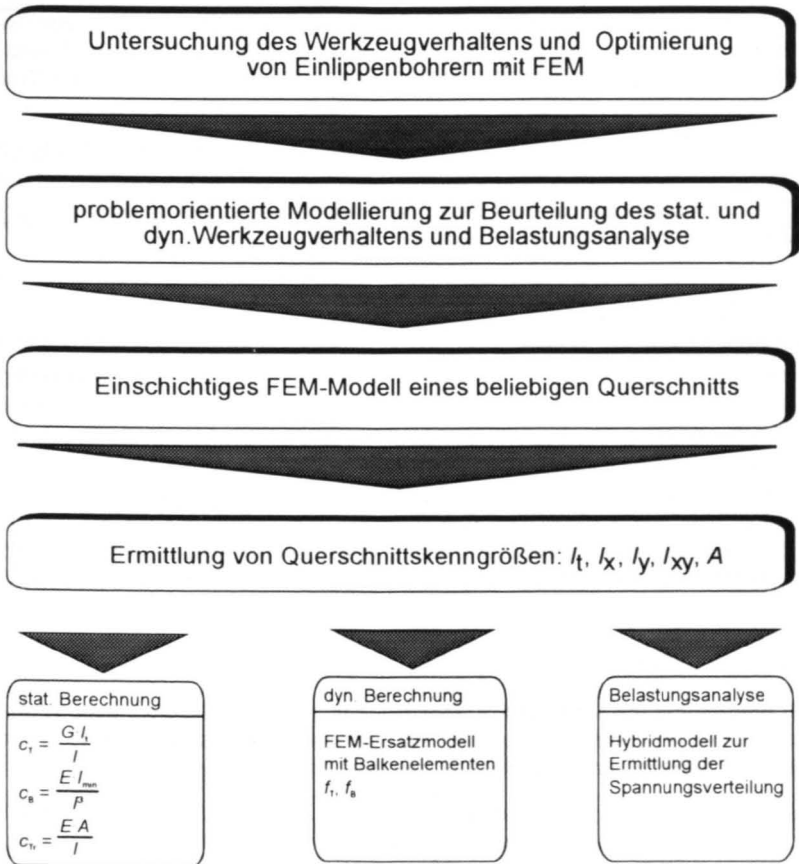 Untersuchung des Werkzeugverhaltens und Optimierung
von Einlippenbohrern mit FEM
problemorientierte Modellierung zur Beurteilung des stat. und
dyn.Werkzeugverhaltens und Belastungsanalyse
Einschichtiges FEM-Modell eines beliebigen Querschnitts
Ermittlung von Querschnittskenngrößen: It, Ix, Iy, Ixy, A
stat. Berechnung
cT = G It / l
cB = E Imin / l³
cTr = E A / l
dyn. Berechnung
FEM-Ersatzmodell
mit Balkenelementen
fT, fB
Belastungsanalyse
Hybridmodell zur
Ermittlung der
Spannungsverteilung